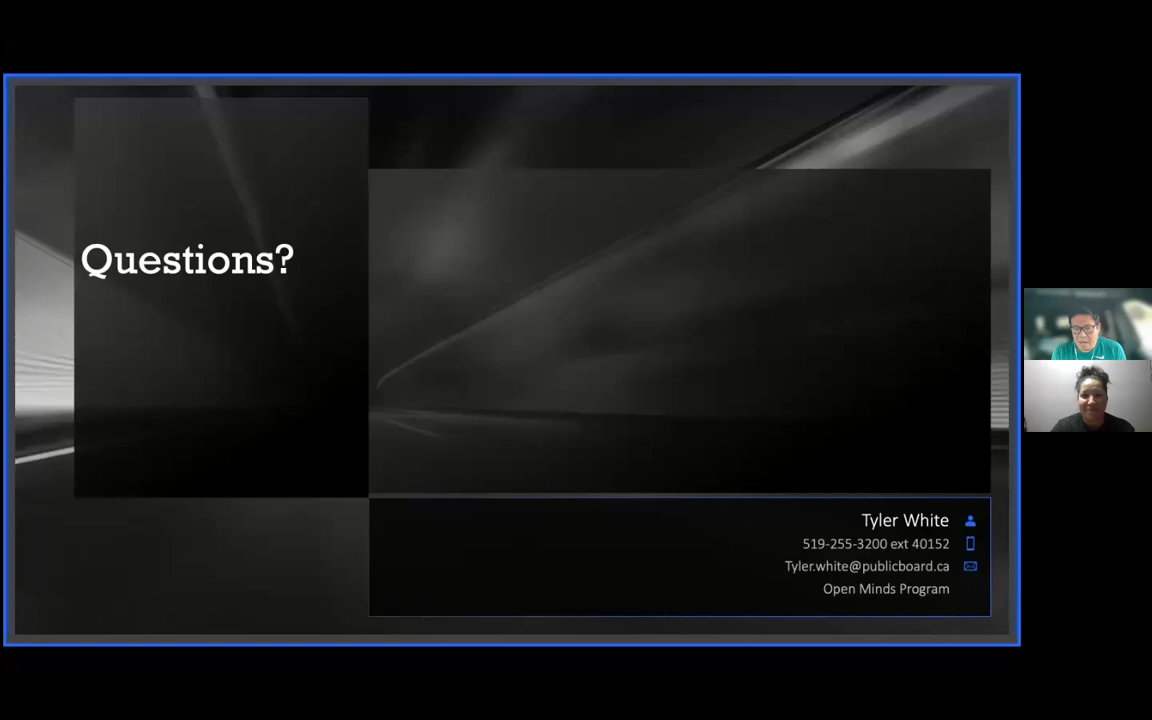 Questions?
Tyler White
519-255-3200 ext 40152
Tyler.white@publicboard.ca
Open Minds Program